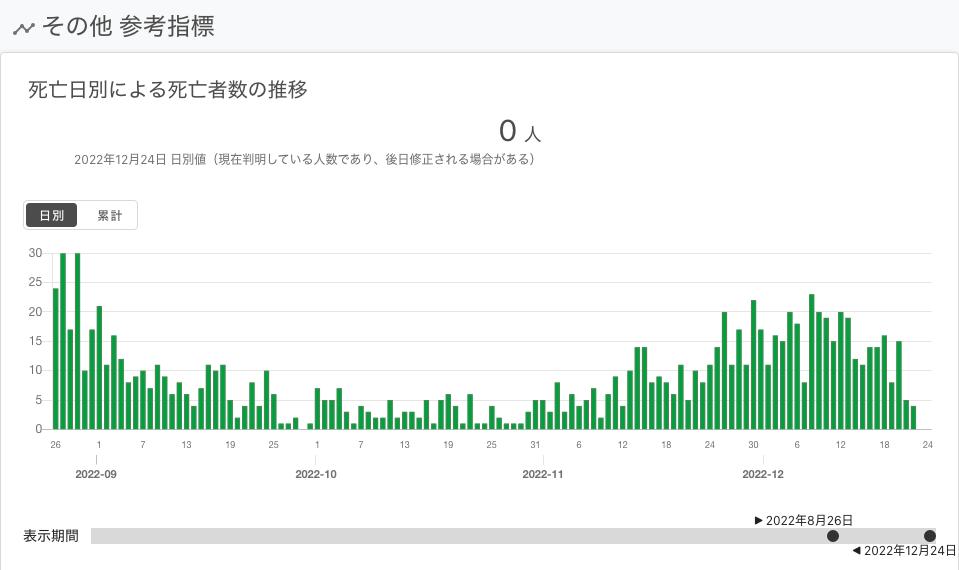 その他 参考指標
死亡日別による死亡者数の推移
0 人
2022年12月24日 日別値（現在判明している人数であり、後日修正される場合がある）
日別 累計
30
25
20
15
10
5
0
26 1 7 13 19 25 1 7 13 19 25 31 6 12 18 24 30 6 12 18 24
2022-09 2022-10 2022-11 2022-12
►2022年8月26日
表示期間
◄2022年12月24日